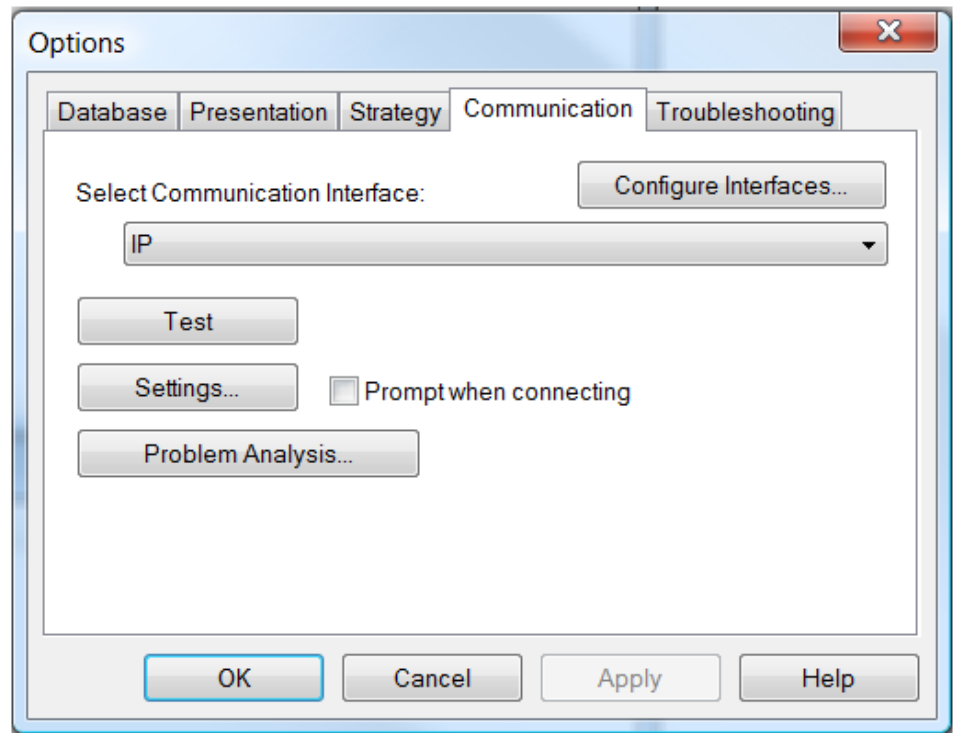 Options
Database Presentation Strategy Communication Troubleshooting
Select Communication Interface: Configure Interfaces...
IP
Test
Settings... Prompt when connecting
Problem Analysis...
OK Cancel Apply Help